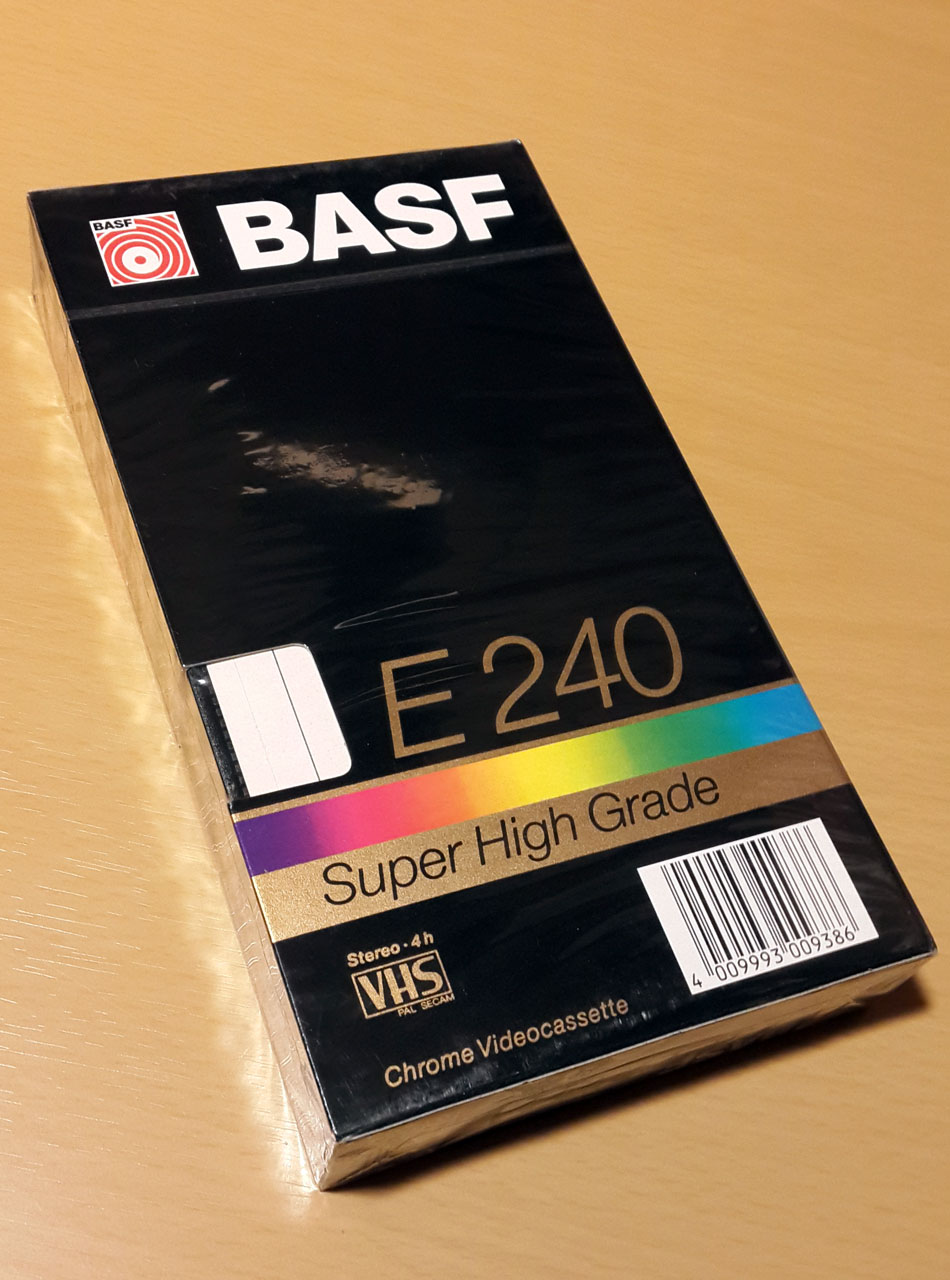 BASF
BASF
E 240
Super High Grade
Stereo · 4 h
VHS
PAL SECAM
Chrome Videocassette
4 009993 009386